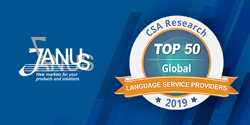 JANUS
New markets for your
products and solutions
CSA Research
TOP 50
Global
LANGUAGE SERVICE PROVIDERS
2019